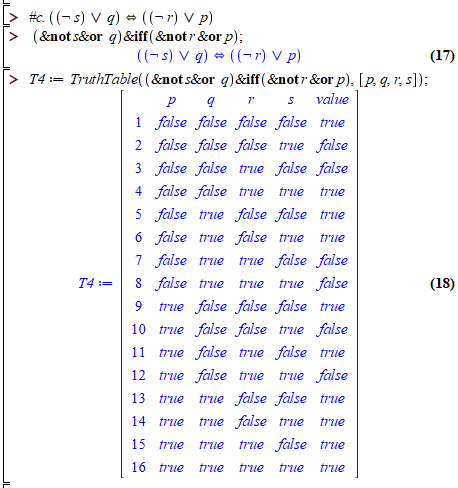 > #c. ((¬ s) ∨ q) ⇔ ((¬ r) ∨ p)
> (&not s &or q) &iff (&not r &or p);
((¬ s) ∨ q) ⇔ ((¬ r) ∨ p) (17)
> T4 := TruthTable((&not s &or q) &iff (&not r &or p), [p, q, r, s]);
p q r s value
1 false false false false true
2 false false false true false
3 false false true false false
4 false false true true true
5 false true false false true
6 false true false true true
7 false true true false false
T4 := 8 false true true true false (18)
9 true false false false true
10 true false false true false
11 true false true false true
12 true false true true false
13 true true false false true
14 true true false true true
15 true true true false true
16 true true true true true